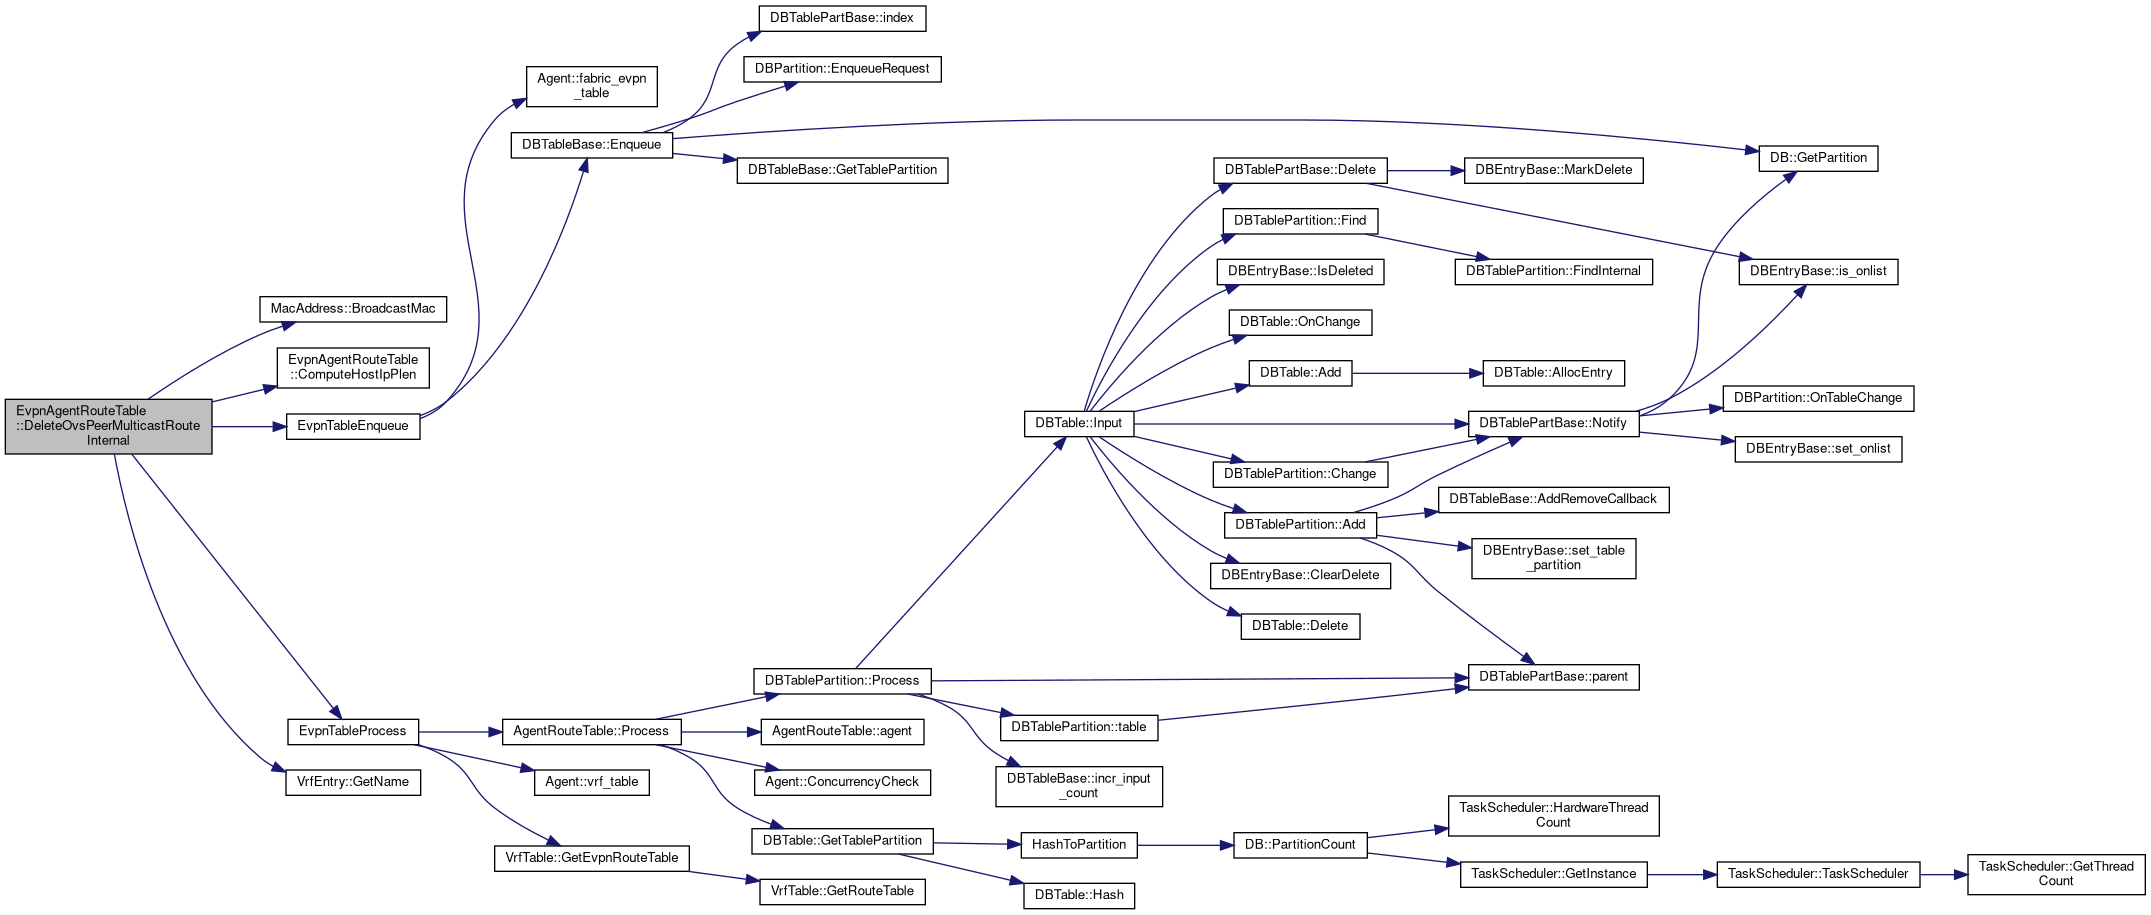 EvpnAgentRouteTable
::DeleteOvsPeerMulticastRoute
Internal
MacAddress::BroadcastMac
EvpnAgentRouteTable
::ComputeHostIpPlen
EvpnTableEnqueue
EvpnTableProcess
VrfEntry::GetName
Agent::fabric_evpn
_table
DBTableBase::Enqueue
AgentRouteTable::Process
Agent::vrf_table
VrfTable::GetEvpnRouteTable
DBTablePartBase::index
DBPartition::EnqueueRequest
DBTableBase::GetTablePartition
DBTablePartition::Process
AgentRouteTable::agent
Agent::ConcurrencyCheck
DBTable::GetTablePartition
VrfTable::GetRouteTable
DBTable::Input
DBTablePartition::table
DBTableBase::incr_input
_count
HashToPartition
DBTable::Hash
DBTablePartBase::Delete
DBTablePartition::Find
DBEntryBase::IsDeleted
DBTable::OnChange
DBTable::Add
DBTablePartition::Change
DBTablePartition::Add
DBEntryBase::ClearDelete
DBTable::Delete
DB::PartitionCount
DBEntryBase::MarkDelete
DBTablePartition::FindInternal
DBTable::AllocEntry
DBTablePartBase::Notify
DBTableBase::AddRemoveCallback
DBEntryBase::set_table
_partition
DBTablePartBase::parent
TaskScheduler::HardwareThread
Count
TaskScheduler::GetInstance
DB::GetPartition
DBEntryBase::is_onlist
DBPartition::OnTableChange
DBEntryBase::set_onlist
TaskScheduler::TaskScheduler
TaskScheduler::GetThread
Count